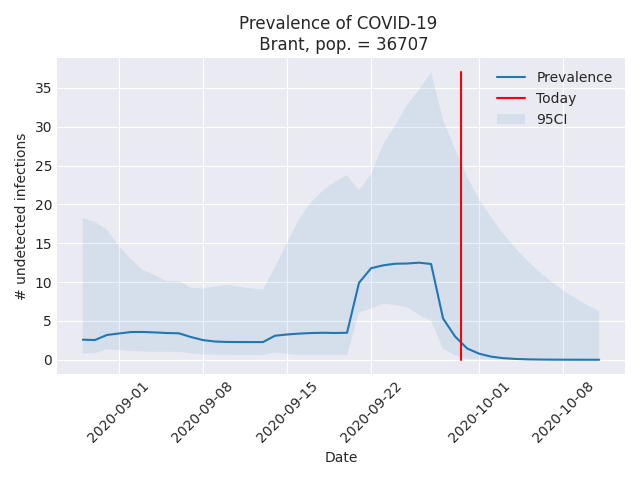 Prevalence of COVID-19
Brant, pop. = 36707
# undetected infections
35
30
25
20
15
10
5
0
Prevalence
Today
95CI
2020-09-01
2020-09-08
2020-09-15
2020-09-22
2020-10-01
2020-10-08
Date